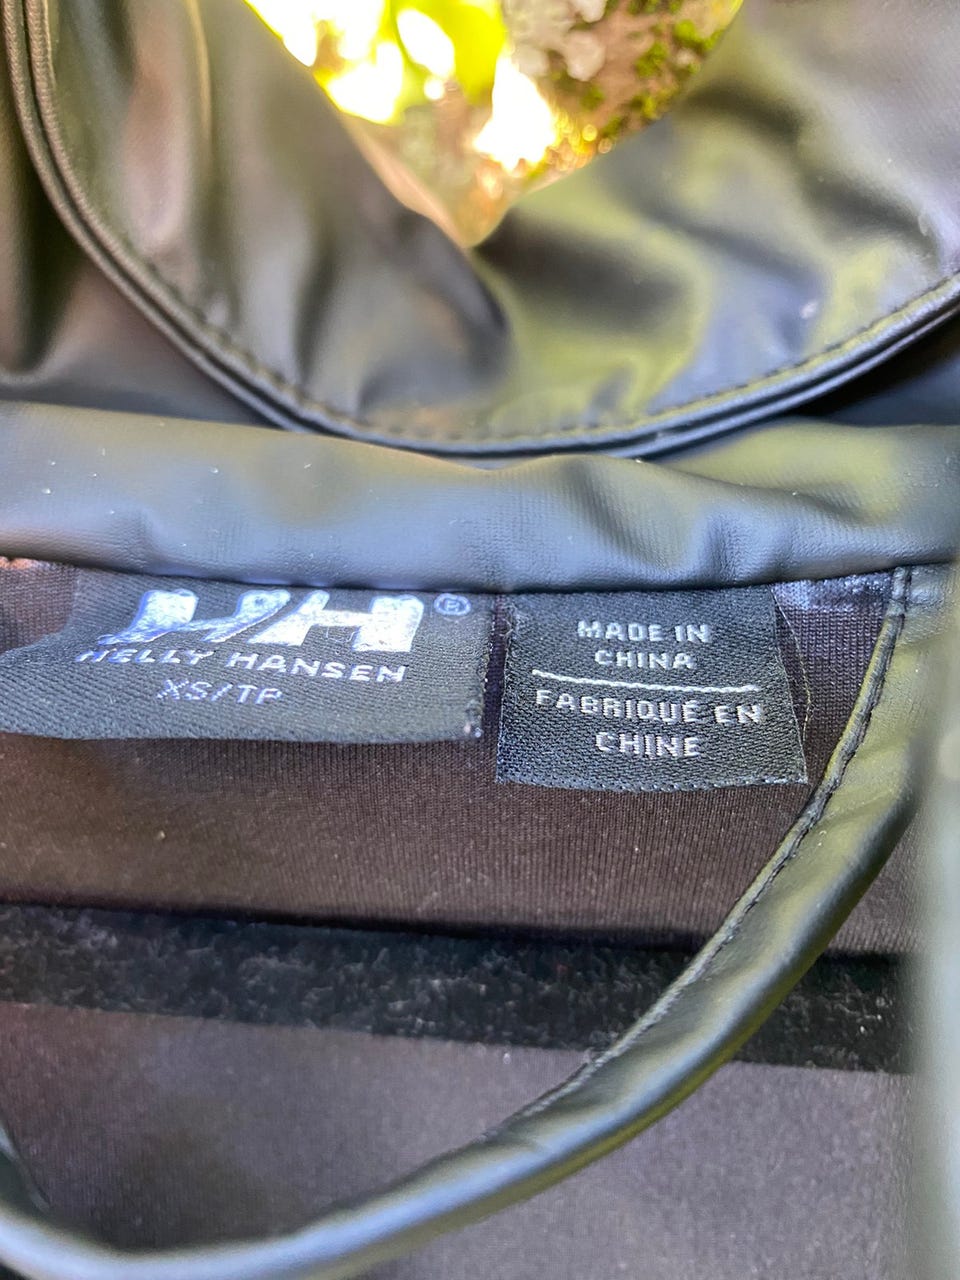 HH®
HELLY HANSEN
XS/TP
MADE IN
CHINA
FABRIQUÉ EN
CHINE